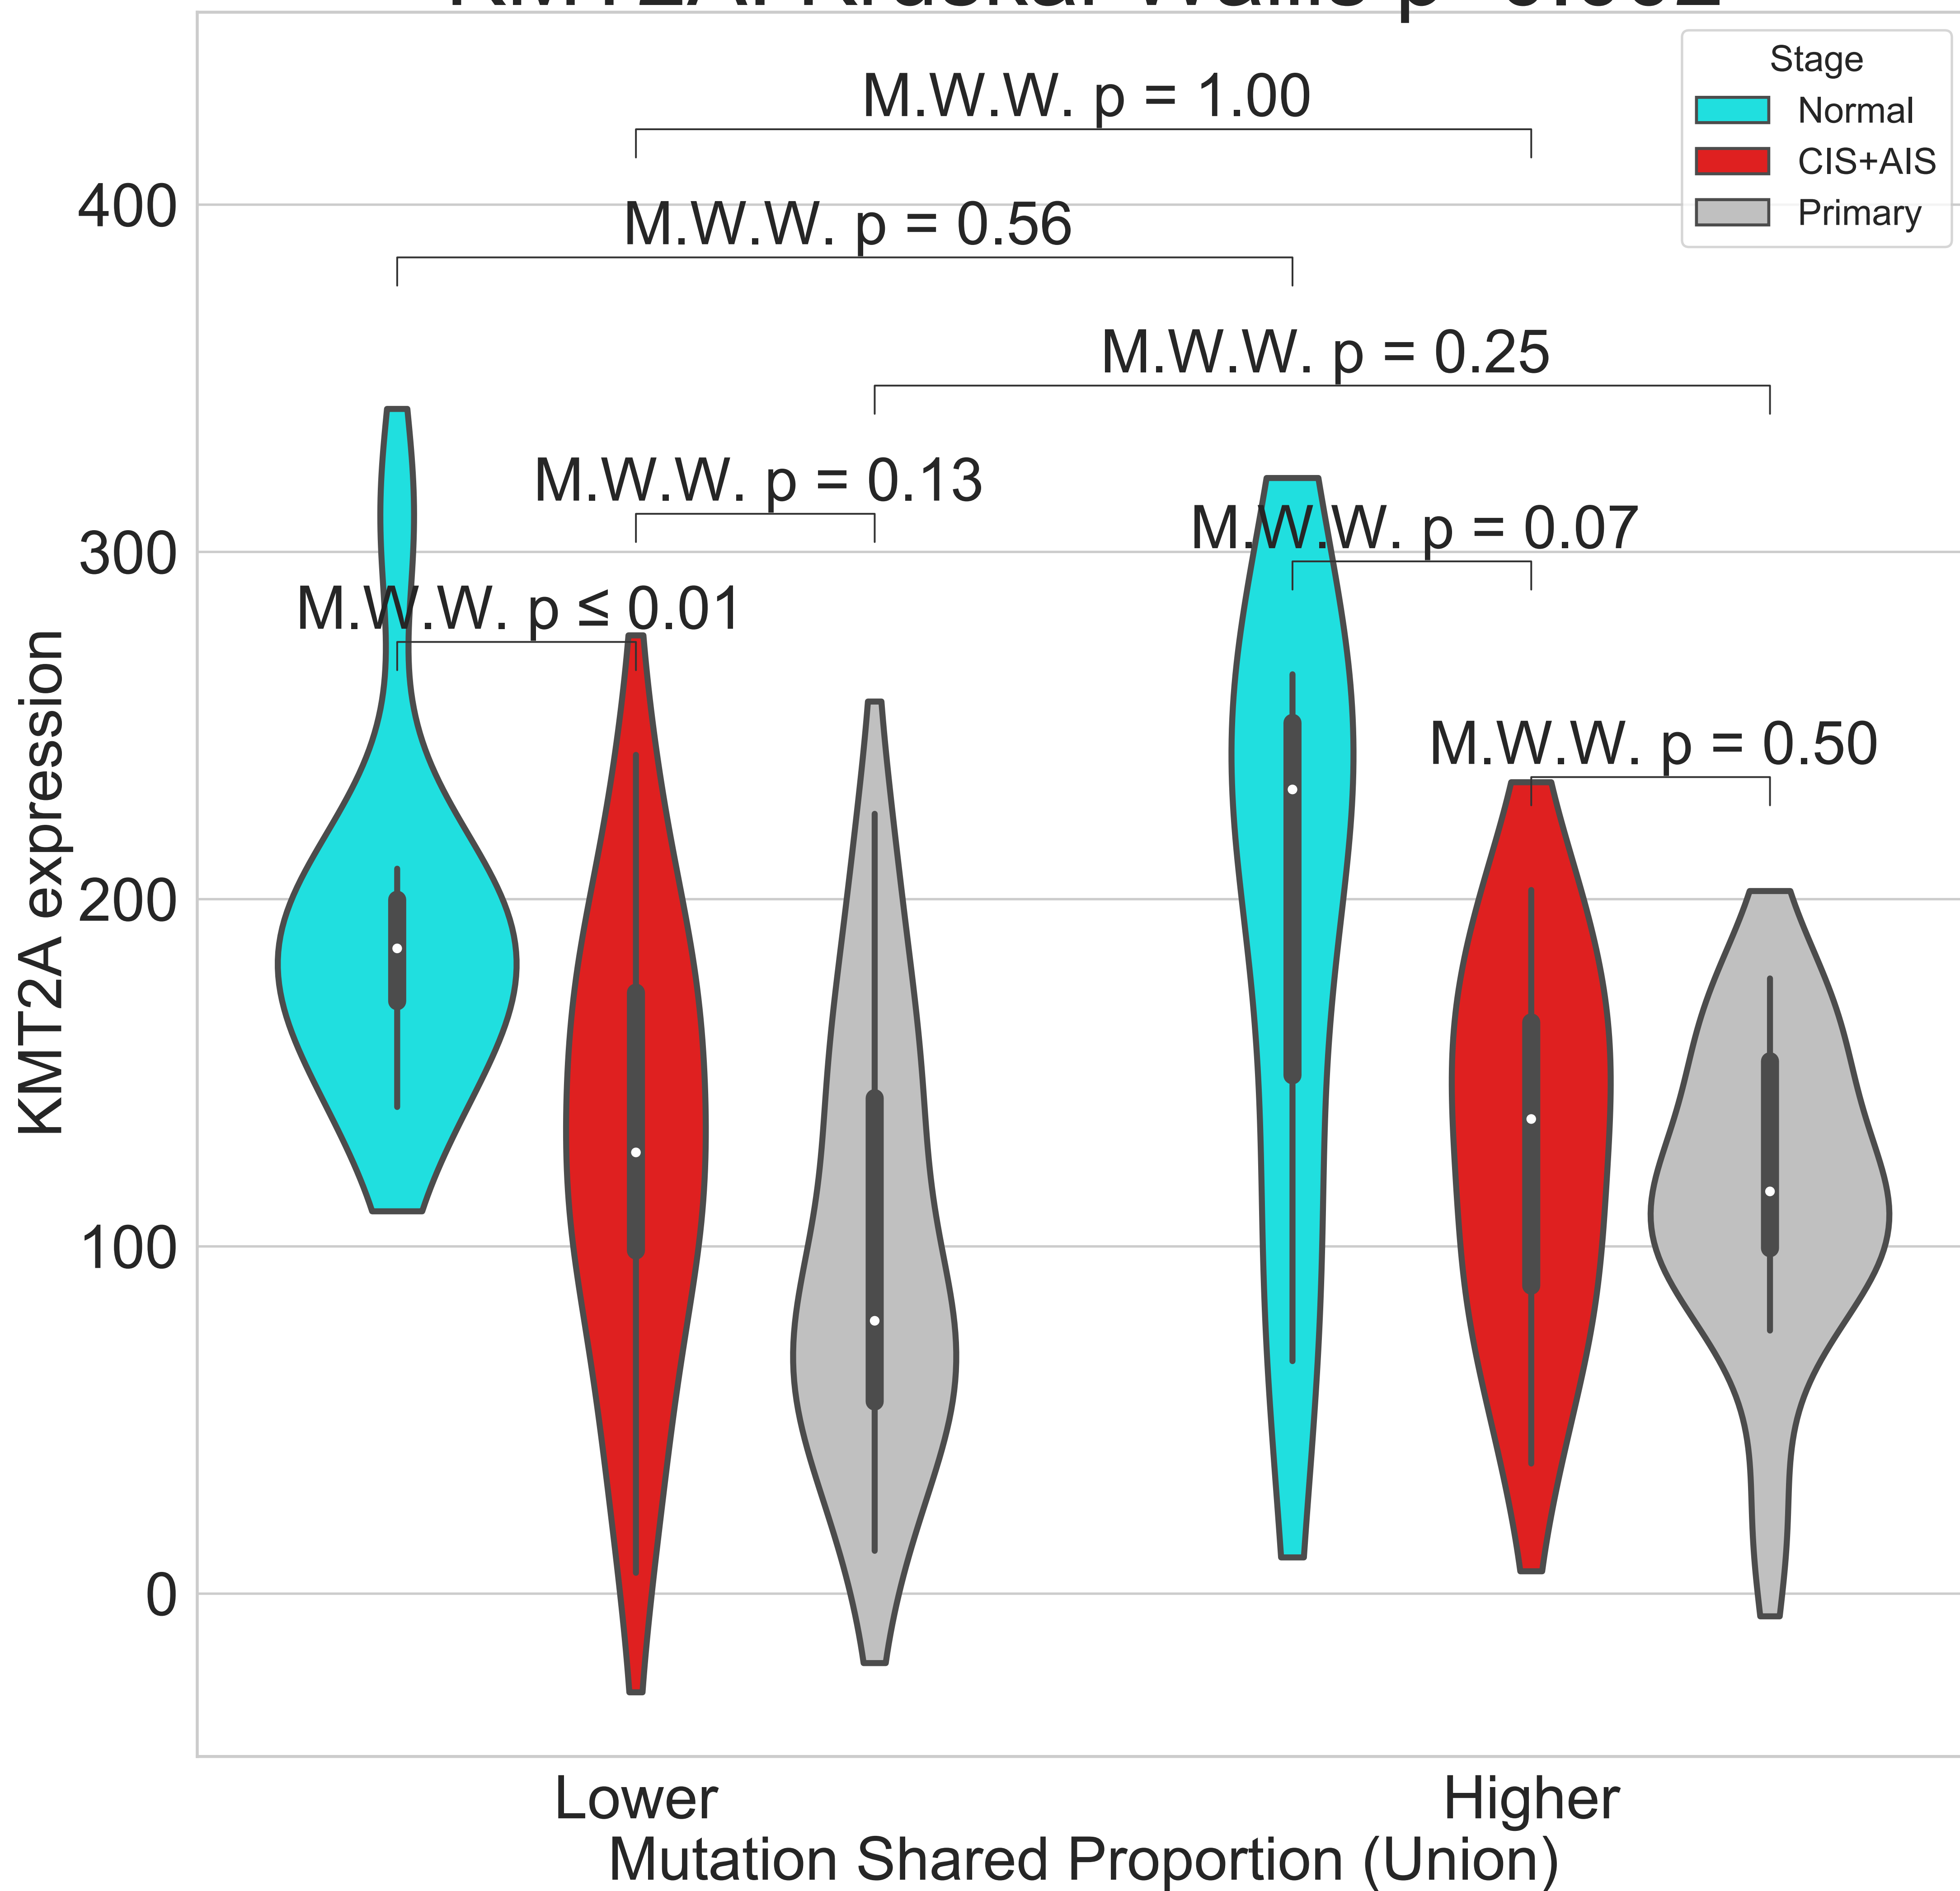 Stage
Normal
CIS+AIS
Primary
M.W.W. p = 1.00
400
M.W.W. p = 0.56
M.W.W. p = 0.25
M.W.W. p = 0.13
M.W.W. p = 0.07
300
M.W.W. p ≤ 0.01
M.W.W. p = 0.50
200
100
0
KMT2A expression
Lower
Higher
Mutation Shared Proportion (Union)